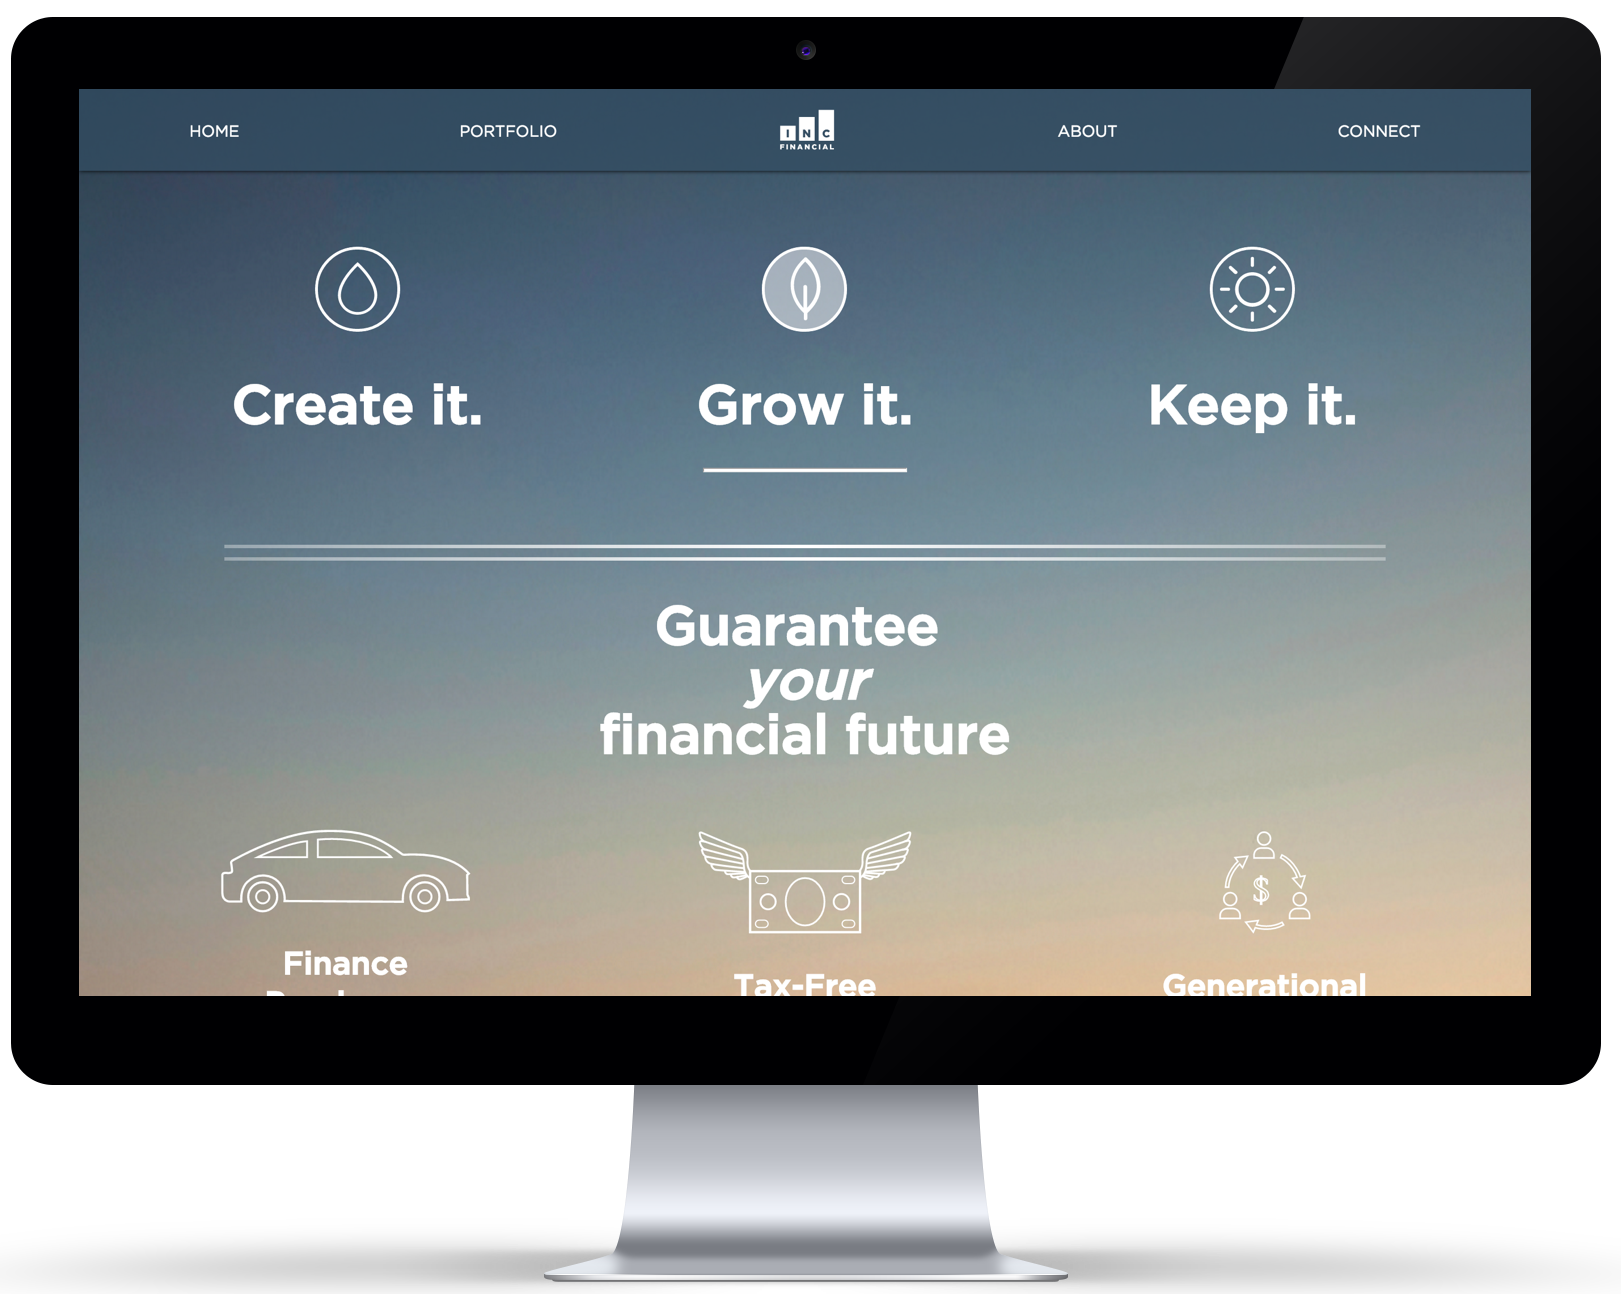 HOME
PORTFOLIO
INC
FINANCIAL
ABOUT
CONNECT
Create it.
Grow it.
Keep it.
Guarantee
your
financial future
$
Finance
Tax-Free
Generational